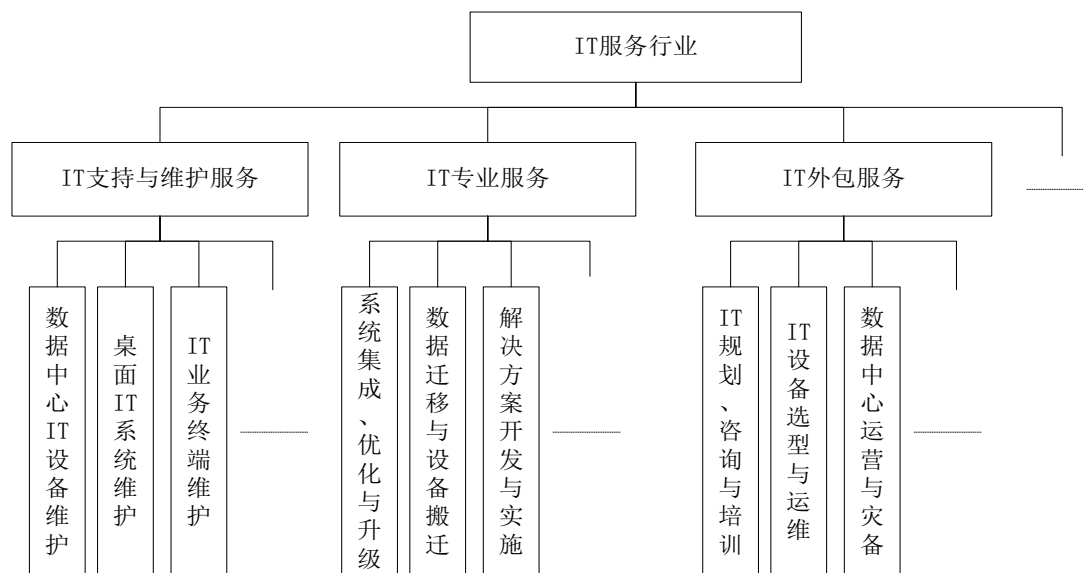 IT服务行业
IT支持与维护服务
IT专业服务
IT外包服务
数据中心IT设备维护
桌面IT系统维护
IT业务终端维护
系统集成、优化与升级
数据迁移与设备搬迁
解决方案开发与实施
IT规划、咨询与培训
IT设备选型与运维
数据中心运营与灾备